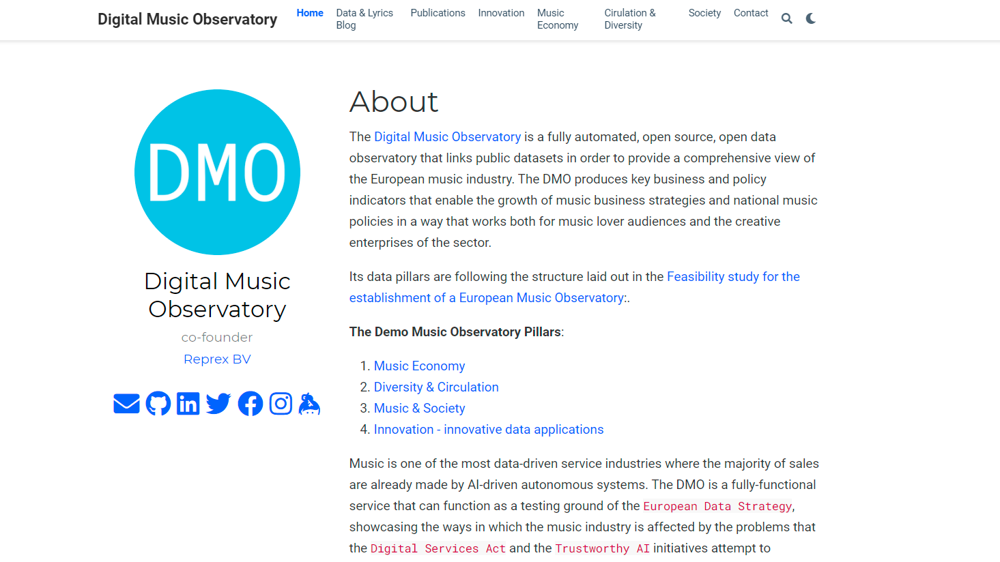 Digital Music Observatory
Home
Data & Lyrics
Blog
Publications
Innovation
Music
Economy
Cirulation &
Diversity
Society
Contact
DMO
Digital Music
Observatory
co-founder
Reprex BV
About
The Digital Music Observatory is a fully automated, open source, open data
observatory that links public datasets in order to provide a comprehensive view of
the European music industry. The DMO produces key business and policy
indicators that enable the growth of music business strategies and national music
policies in a way that works both for music lover audiences and the creative
enterprises of the sector.
Its data pillars are following the structure laid out in the Feasibility study for the
establishment of a European Music Observatory:.
The Demo Music Observatory Pillars:
1. Music Economy
2. Diversity & Circulation
3. Music & Society
4. Innovation - innovative data applications
Music is one of the most data-driven service industries where the majority of sales
are already made by AI-driven autonomous systems. The DMO is a fully-functional
service that can function as a testing ground of the European Data Strategy,
showcasing the ways in which the music industry is affected by the problems that
the Digital Services Act and the Trustworthy AI initiatives attempt to